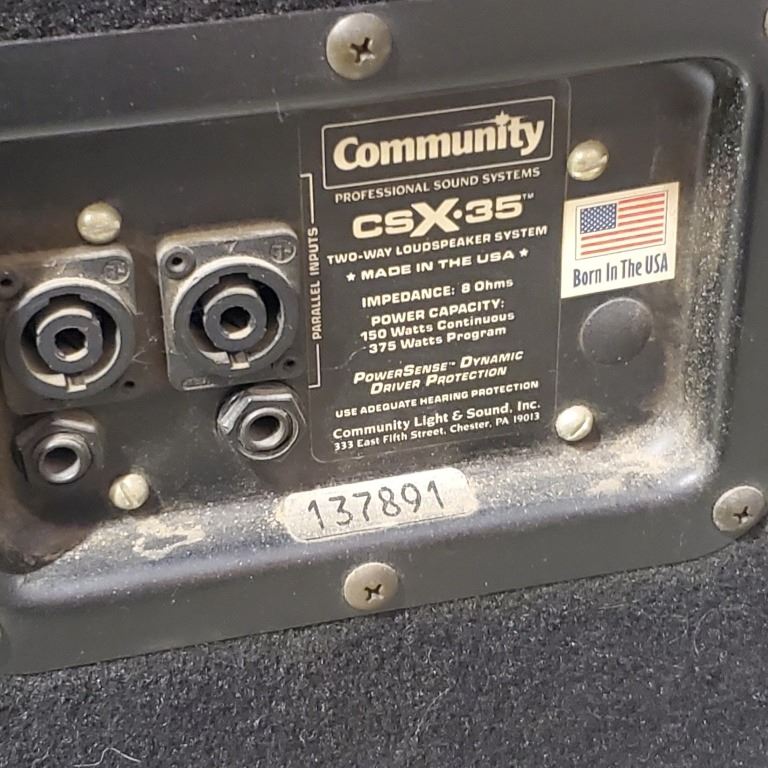 Community
PROFESSIONAL SOUND SYSTEMS
CSX•35™
TWO-WAY LOUDSPEAKER SYSTEM
★ MADE IN THE USA ★
PARALLEL INPUTS
IMPEDANCE: 8 Ohms
POWER CAPACITY:
150 Watts Continuous
375 Watts Program
POWERSENSE™ DYNAMIC
DRIVER PROTECTION
USE ADEQUATE HEARING PROTECTION
Community Light & Sound, Inc.
333 East Fifth Street, Chester, PA 19013
Born In The USA
137891